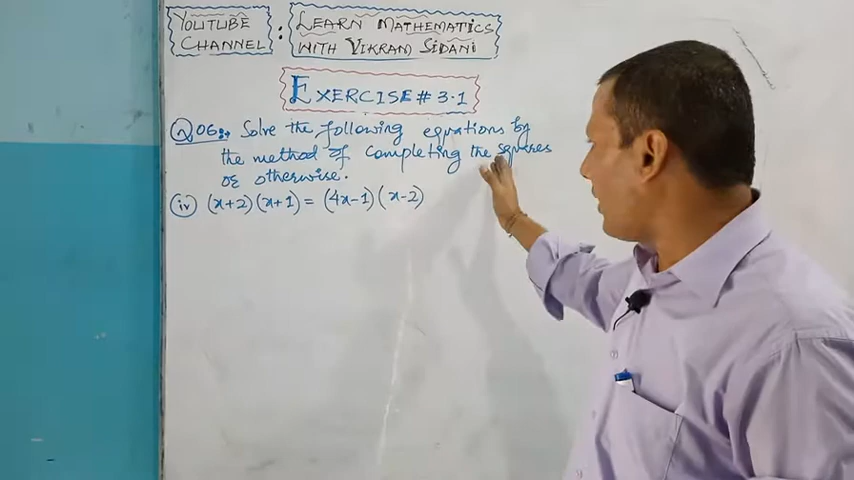 YOUTUBE CHANNEL : LEARN MATHEMATICS WITH VIKRAM SIDANI
EXERCISE # 3.1
Q 06: Solve the following equations by
the method of completing the squares
or otherwise.
iv (x+2)(x+1) = (4x-1)(x-2)